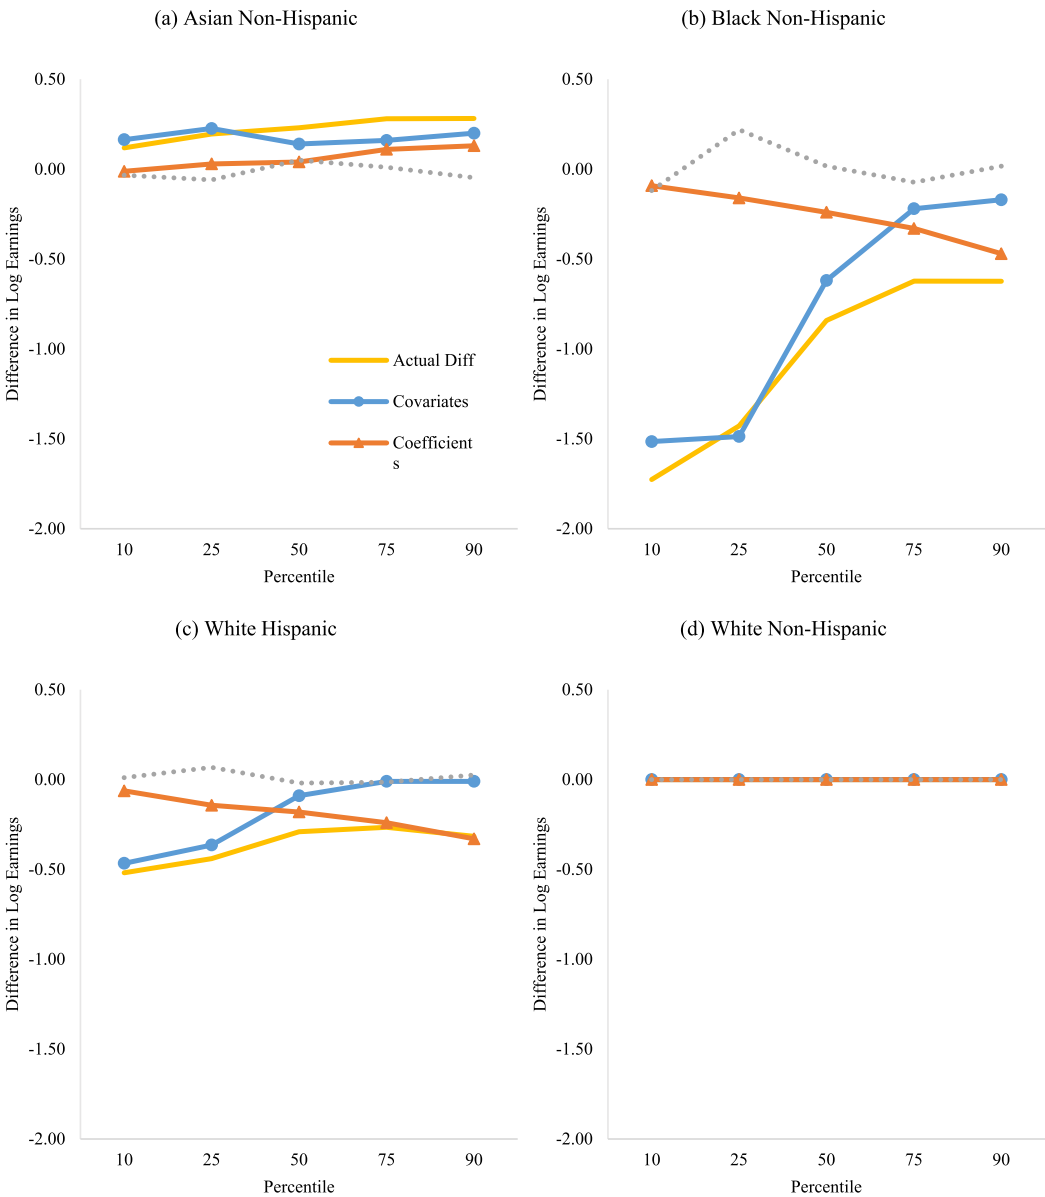 (a) Asian Non-Hispanic
0.50
0.00
-0.50
-1.00
-1.50
-2.00
Difference in Log Earnings
Actual Diff
Covariates
Coefficient
s
10 25 50 75 90
Percentile
(b) Black Non-Hispanic
0.50
0.00
-0.50
-1.00
-1.50
-2.00
Difference in Log Earnings
10 25 50 75 90
Percentile
(c) White Hispanic
0.50
0.00
-0.50
-1.00
-1.50
-2.00
Difference in Log Earnings
10 25 50 75 90
Percentile
(d) White Non-Hispanic
0.50
0.00
-0.50
-1.00
-1.50
-2.00
Difference in Log Earnings
10 25 50 75 90
Percentile